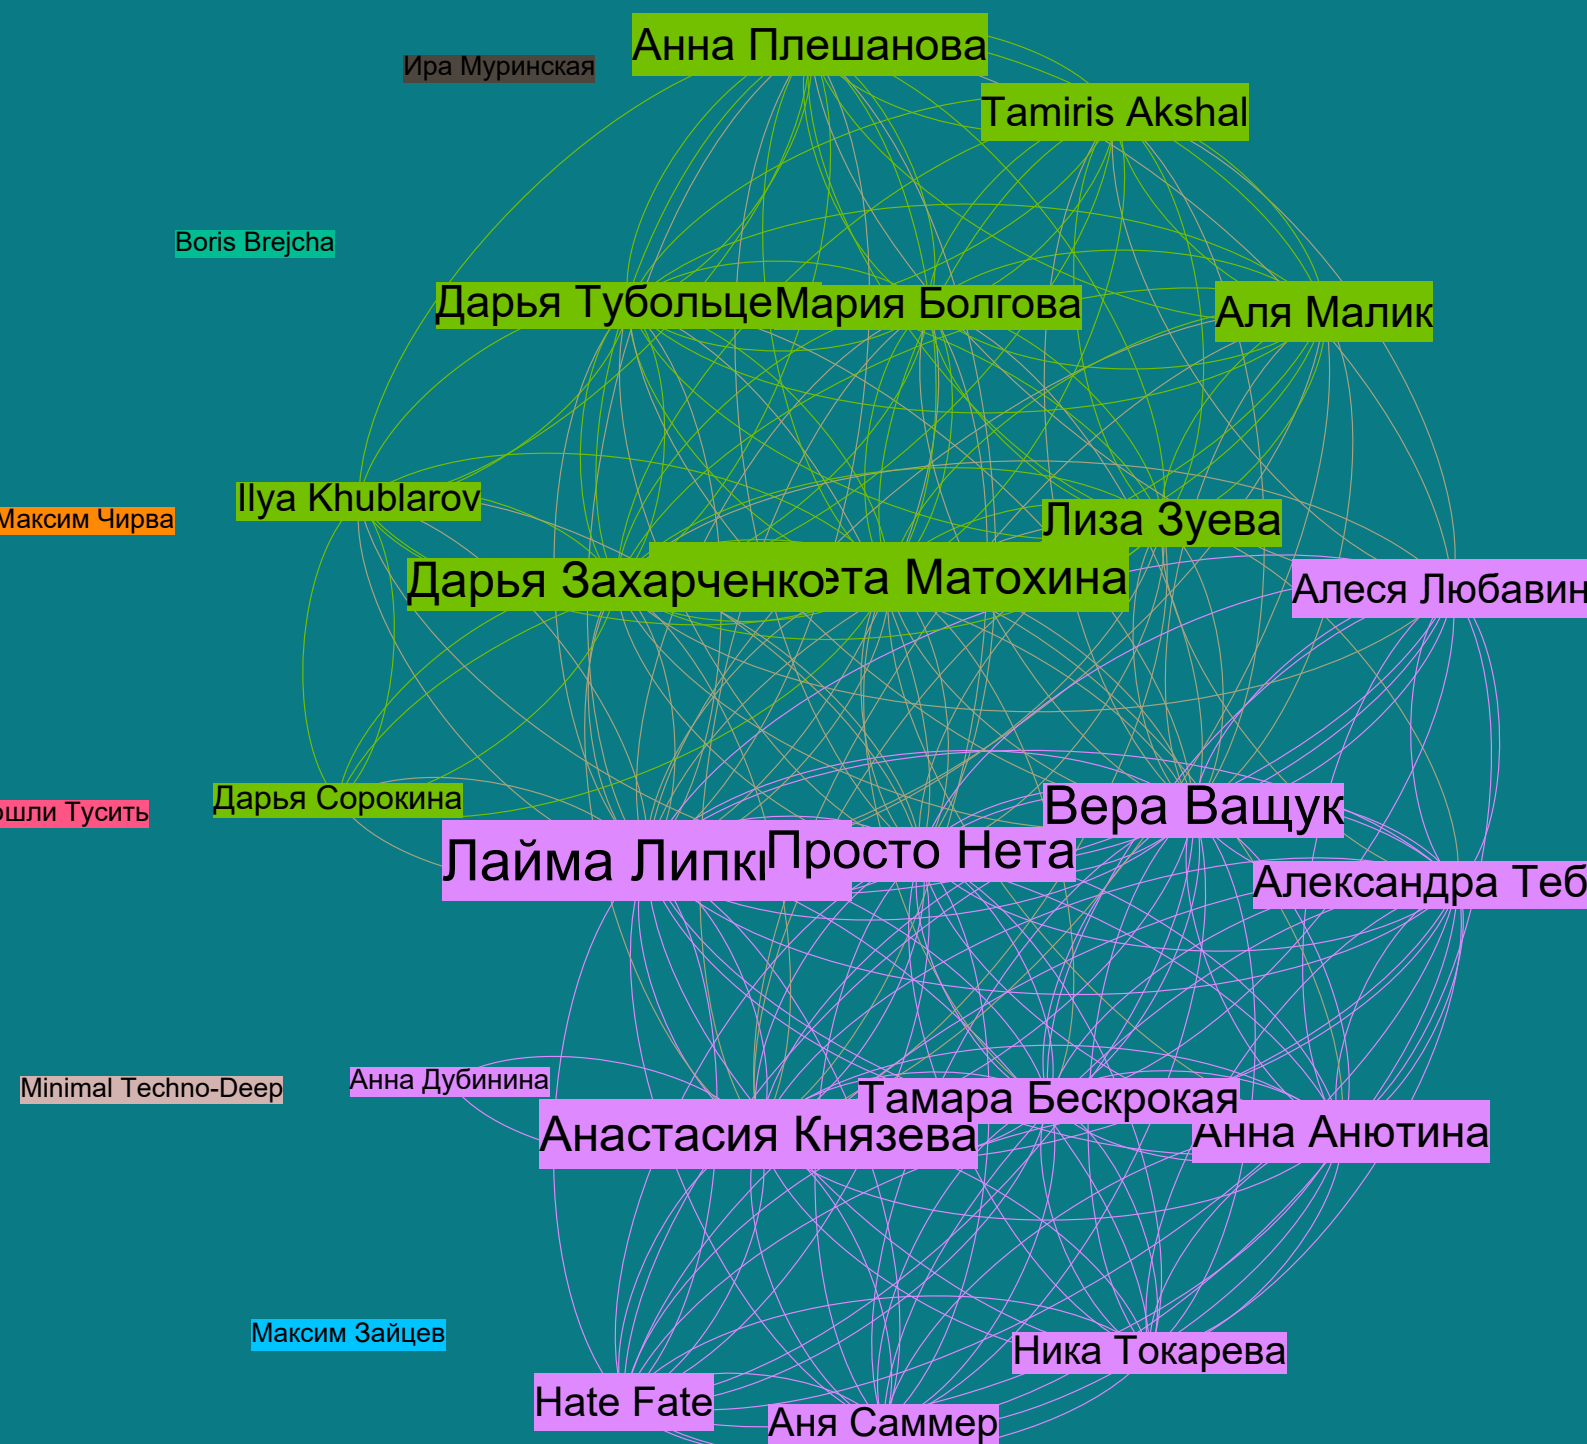 Анна Плешанова
Ира Муринская
Tamiris Akshal
Boris Brejcha
Дарья Тубольце
Мария Болгова
Аля Малик
Ilya Khublarov
Максим Чирва
Лиза Зуева
Дарья Захарченко
ета Матохина
Алеся Любавин
Дарья Сорокина
ошли Тусить
Вера Ващук
Лайма Липк
Просто Нета
Александра Теб
Анна Дубинина
Minimal Techno-Deep
Тамара Бескрокая
Анастасия Князева
Анна Анютина
Максим Зайцев
Ника Токарева
Hate Fate
Аня Саммер